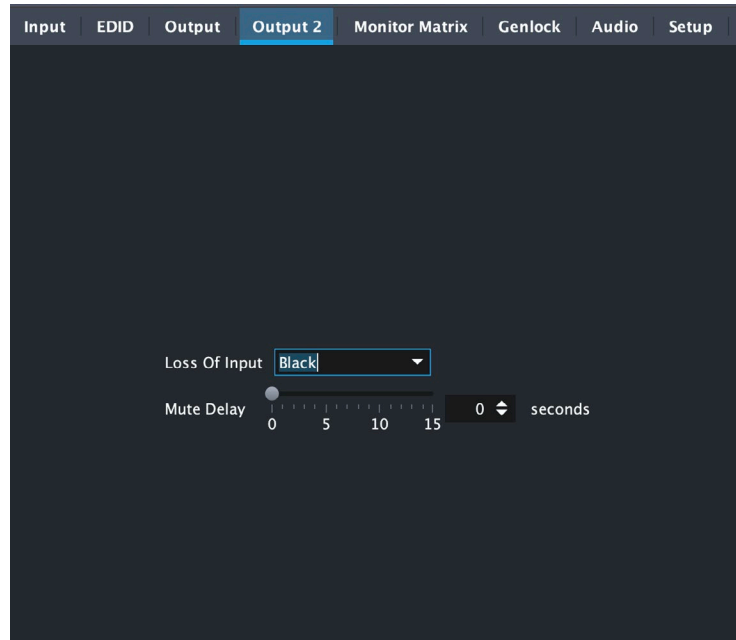 Input EDID Output Output 2 Monitor Matrix Genlock Audio Setup
Loss Of Input Black
Mute Delay 0 seconds
0 5 10 15